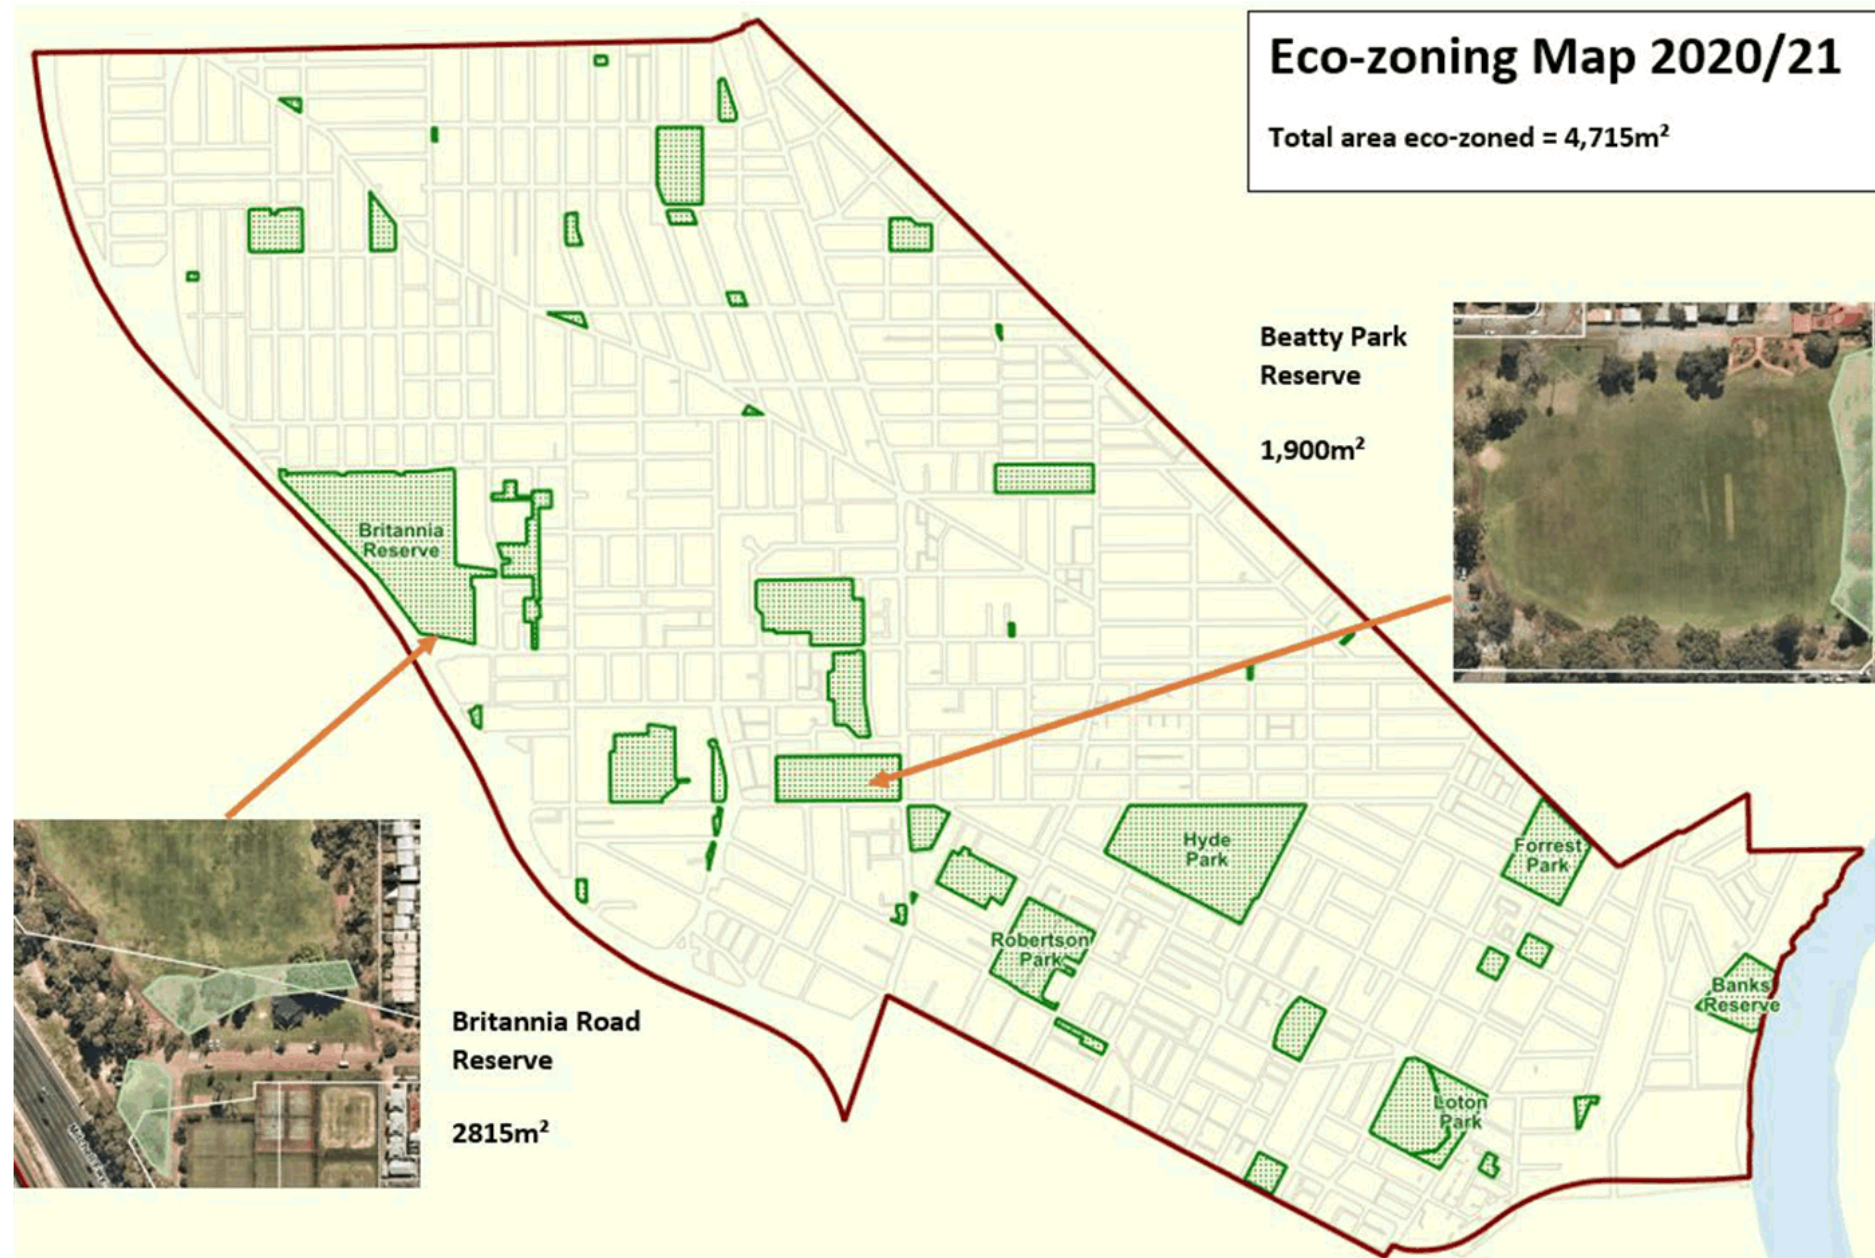 Eco-zoning Map 2020/21
Total area eco-zoned = 4,715m²
Beatty Park
Reserve
1,900m²
Britannia
Reserve
Hyde
Park
Forrest
Park
Robertson
Park
Banks
Reserve
Loton
Park
Britannia Road
Reserve
2815m²